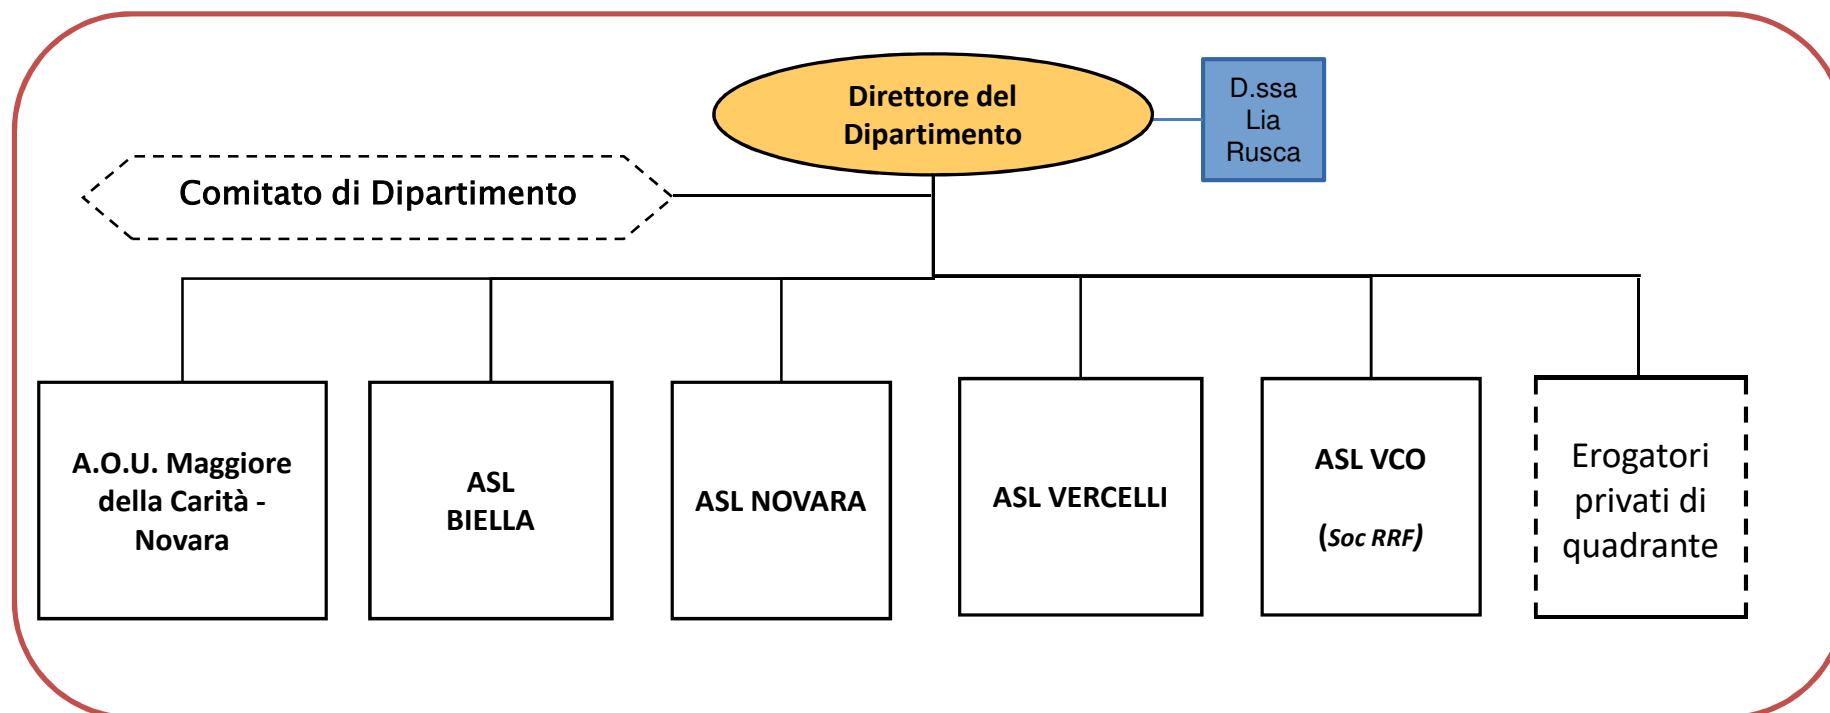 Direttore del
Dipartimento
D.ssa
Lia
Rusca
Comitato di Dipartimento
A.O.U. Maggiore
della Carità -
Novara
ASL
BIELLA
ASL NOVARA
ASL VERCELLI
ASL VCO
(Soc RRF)
Erogatori
privati di
quadrante